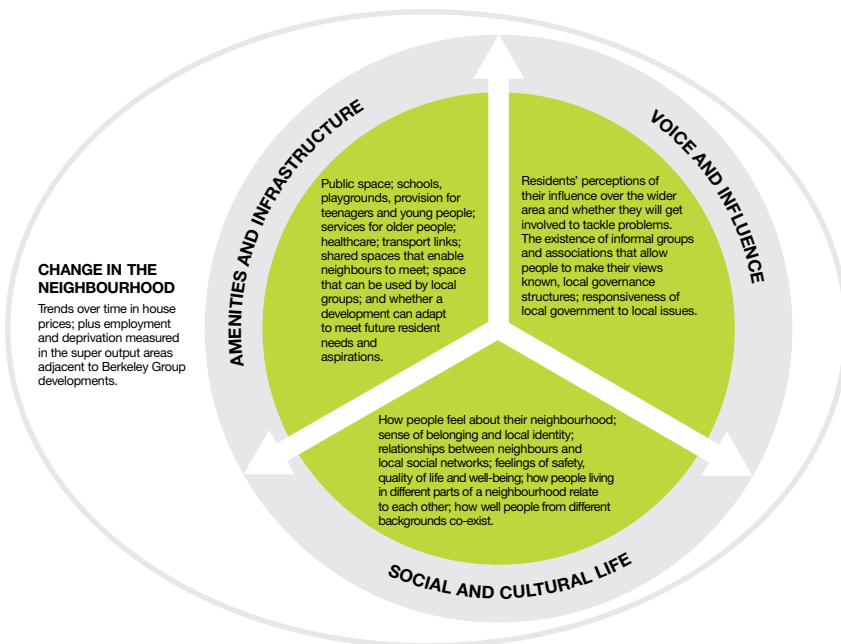 AMENITIES AND INFRASTRUCTURE
Public space; schools,
playgrounds, provision for
teenagers and young people;
services for older people;
healthcare; transport links;
shared spaces that enable
neighbours to meet; space
that can be used by local
groups; and whether a
development can adapt
to meet future resident
needs and
aspirations.
VOICE AND INFLUENCE
Residents' perceptions of
their influence over the wider
area and whether they will get
involved to tackle problems.
The existence of informal groups
and associations that allow
people to make their views
known, local governance
structures; responsiveness of
local government to local issues.
CHANGE IN THE
NEIGHBOURHOOD
Trends over time in house
prices; plus employment
and deprivation measured
in the super output areas
adjacent to Berkeley Group
developments.
How people feel about their neighbourhood;
sense of belonging and local identity;
relationships between neighbours and
local social networks; feelings of safety,
quality of life and well-being; how people living
in different parts of a neighbourhood relate
to each other; how well people from different
backgrounds co-exist.
SOCIAL AND CULTURAL LIFE